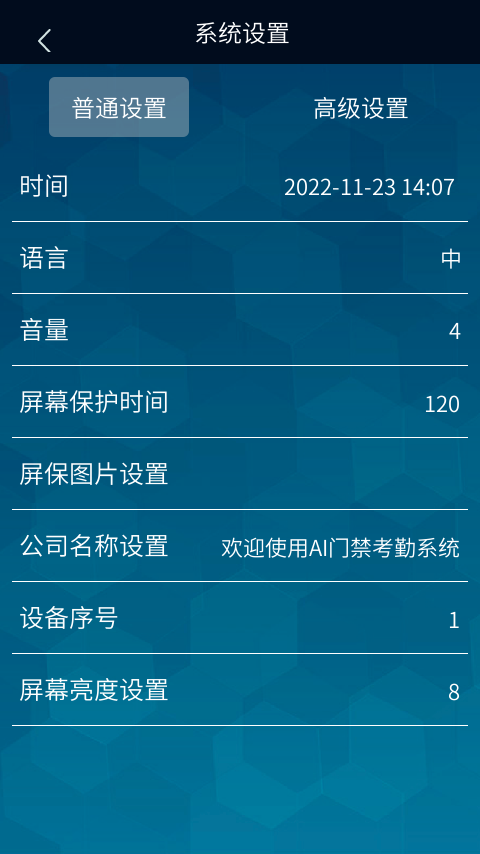 系统设置
普通设置 高级设置
时间 2022-11-23 14:07
语言 中
音量 4
屏幕保护时间 120
屏保图片设置
公司名称设置 欢迎使用AI门禁考勤系统
设备序号 1
屏幕亮度设置 8